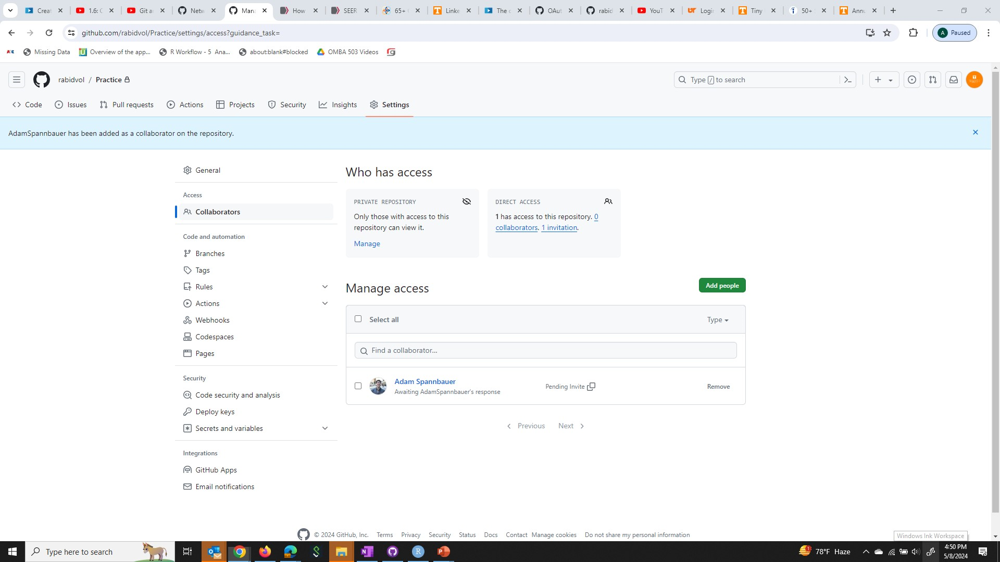 Creat
1.6: C
Git a
Netw
Mana
How
SEER
65+
Linke
The c
OAut
rabid
YouT
Logi
Tiny
50+
Annu
github.com/rabidvol/Practice/settings/access?guidance_task=
A Paused
Missing Data
Overview of the app...
R Workflow - 5 Ana...
about:blank#blocked
OMBA 503 Videos
rabidvol / Practice
Type / to search
Code
Issues
Pull requests
Actions
Projects
Security
Insights
Settings
AdamSpannbauer has been added as a collaborator on the repository.
General
Access
Collaborators
Code and automation
Branches
Tags
Rules
Actions
Webhooks
Codespaces
Pages
Security
Code security and analysis
Deploy keys
Secrets and variables
Integrations
GitHub Apps
Email notifications
Who has access
PRIVATE REPOSITORY
Only those with access to this
repository can view it.
Manage
DIRECT ACCESS
1 has access to this repository. 0
collaborators. 1 invitation.
Manage access
Add people
Select all
Type
Find a collaborator...
Adam Spannbauer
Awaiting AdamSpannbauer's response
Pending Invite
Remove
Previous
Next
© 2024 GitHub, Inc.
Terms
Privacy
Security
Status
Docs
Contact
Manage cookies
Do not share my personal information
Windows Ink Workspace
Type here to search
78°F Haze
4:50 PM
5/8/2024